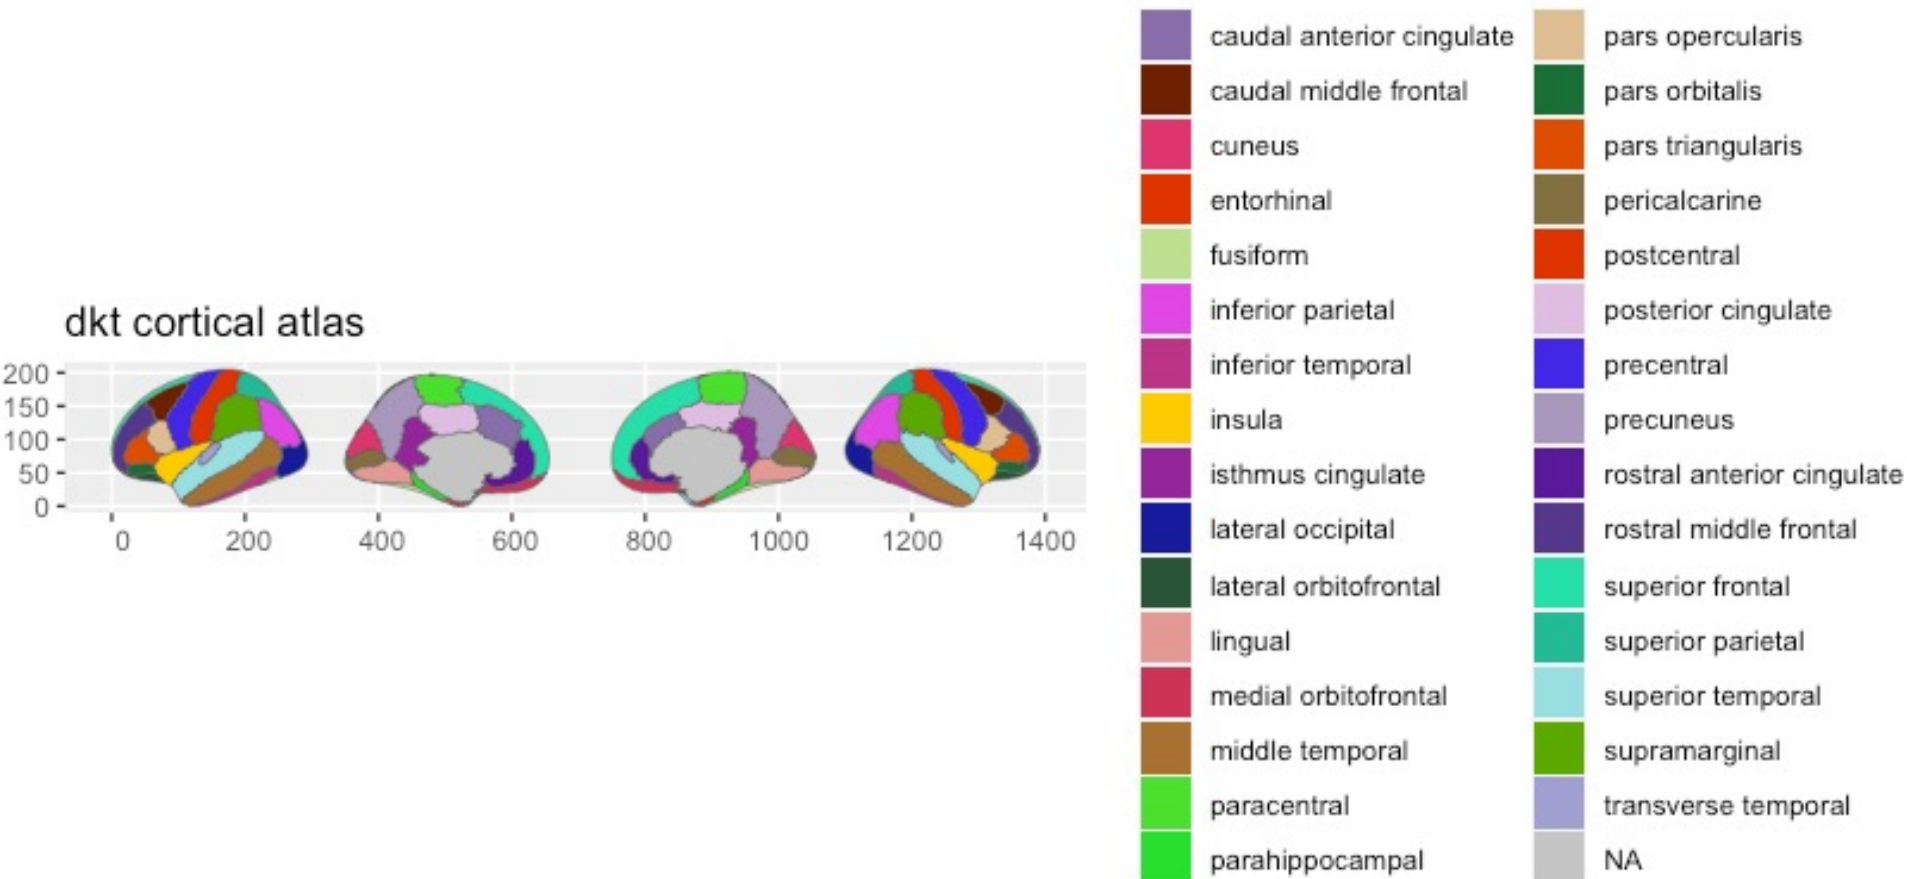 dkt cortical atlas
200
150
100
50
0
0 200 400 600 800 1000 1200 1400
caudal anterior cingulate
caudal middle frontal
cuneus
entorhinal
fusiform
inferior parietal
inferior temporal
insula
isthmus cingulate
lateral occipital
lateral orbitofrontal
lingual
medial orbitofrontal
middle temporal
paracentral
parahippocampal
pars opercularis
pars orbitalis
pars triangularis
pericalcarine
postcentral
posterior cingulate
precentral
precuneus
rostral anterior cingulate
rostral middle frontal
superior frontal
superior parietal
superior temporal
supramarginal
transverse temporal
NA